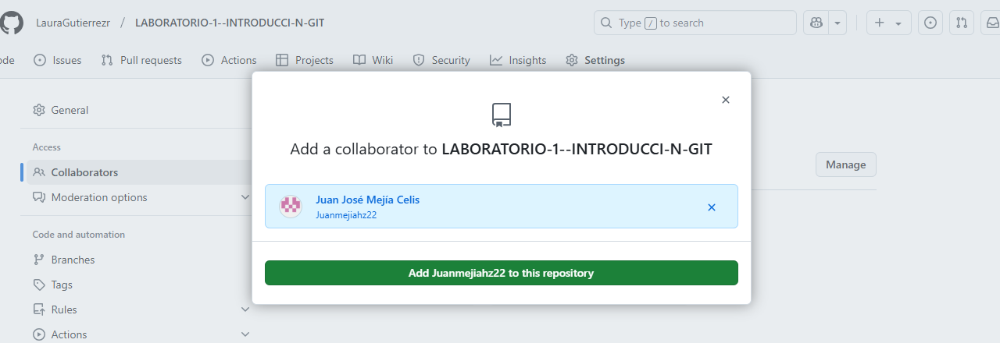 LauraGutierrezr / LABORATORIO-1--INTRODUCCI-N-GIT
Type / to search
ode Issues Pull requests Actions Projects Wiki Security Insights Settings
General
Access
Collaborators
Moderation options
Code and automation
Branches
Tags
Rules
Actions
Manage
Add a collaborator to LABORATORIO-1--INTRODUCCI-N-GIT
Juan José Mejía Celis
Juanmejiahz22
Add Juanmejiahz22 to this repository